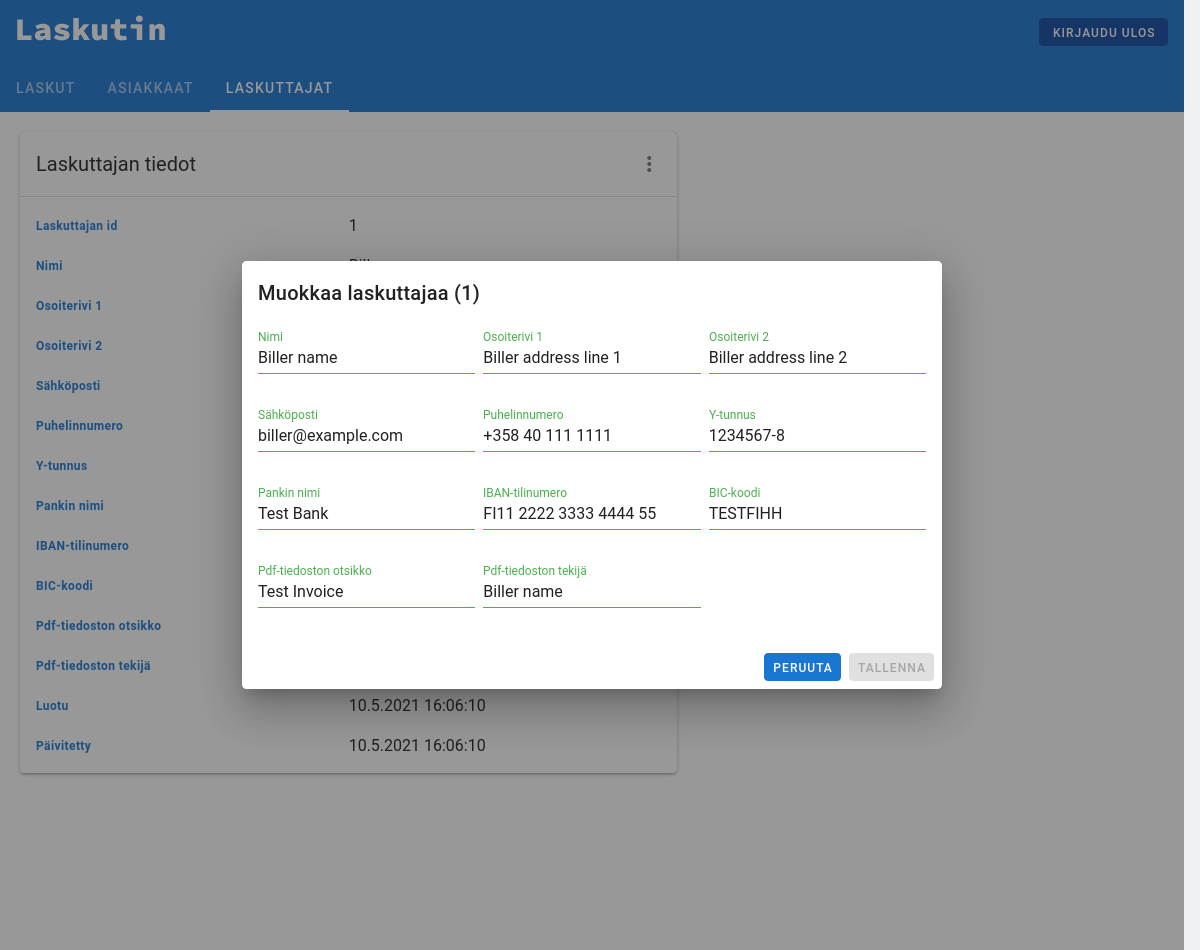 Laskutin
KIRJAUDU ULOS
LASKUT ASIAKKAAT LASKUTTAJAT
Laskuttajan tiedot
Laskuttajan id 1
Nimi
Osoiterivi 1
Osoiterivi 2
Sähköposti
Puhelinnumero
Y-tunnus
Pankin nimi
IBAN-tilinumero
BIC-koodi
Pdf-tiedoston otsikko
Pdf-tiedoston tekijä
Luotu 10.5.2021 16:06:10
Päivitetty 10.5.2021 16:06:10
Muokkaa laskuttajaa (1)
Nimi Osoiterivi 1 Osoiterivi 2
Biller name Biller address line 1 Biller address line 2
Sähköposti Puhelinnumero Y-tunnus
biller@example.com +358 40 111 1111 1234567-8
Pankin nimi IBAN-tilinumero BIC-koodi
Test Bank FI11 2222 3333 4444 55 TESTFIHH
Pdf-tiedoston otsikko Pdf-tiedoston tekijä
Test Invoice Biller name
PERUUTA TALLENNA